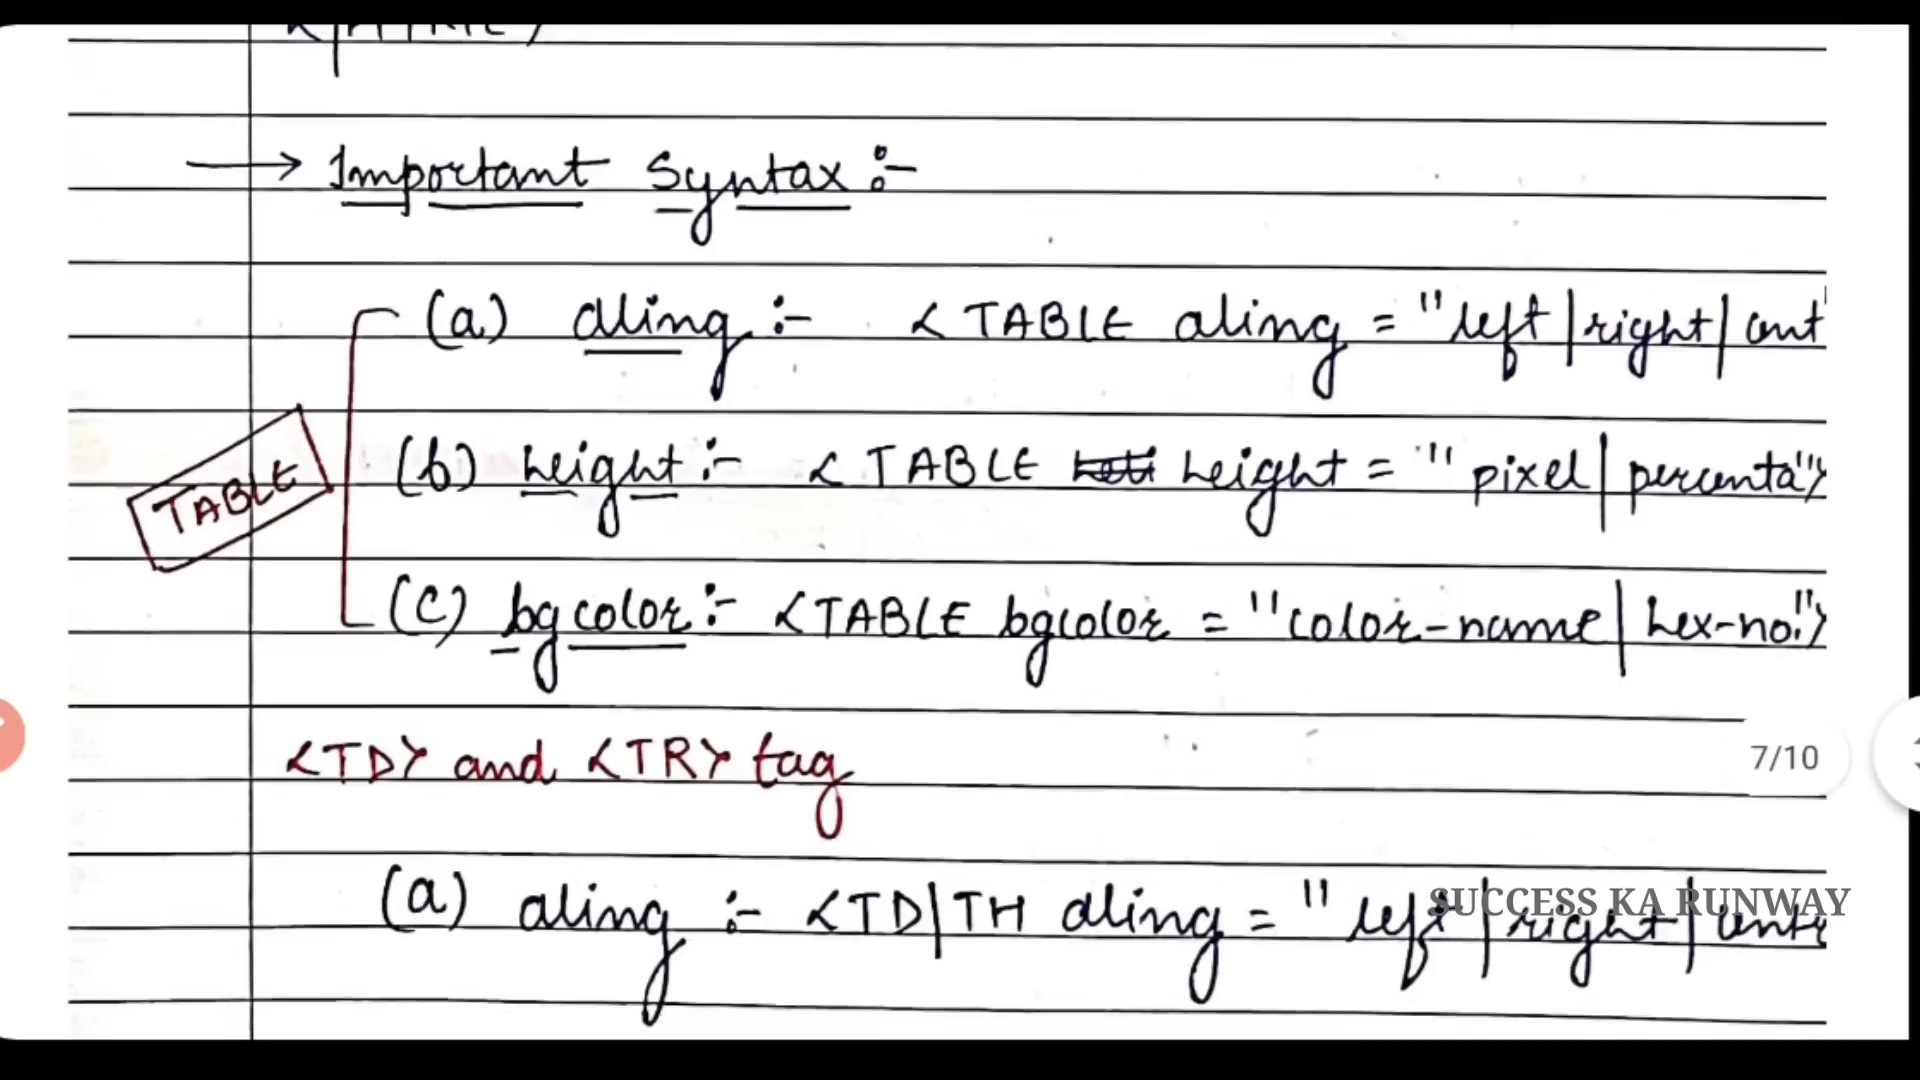 → Important Syntax :-
(a) aling :- <TABLE aling = "left|right|cent
(b) height :- <TABLE height = "pixel|percenta">
TABLE
(c) bgcolor :- <TABLE bgcolor = "color-name|hex-no.">
<TD> and <TR> tag
7/10
(a) aling :- <TD|TH aling = "left|right|cente
SUCCESS KA RUNWAY